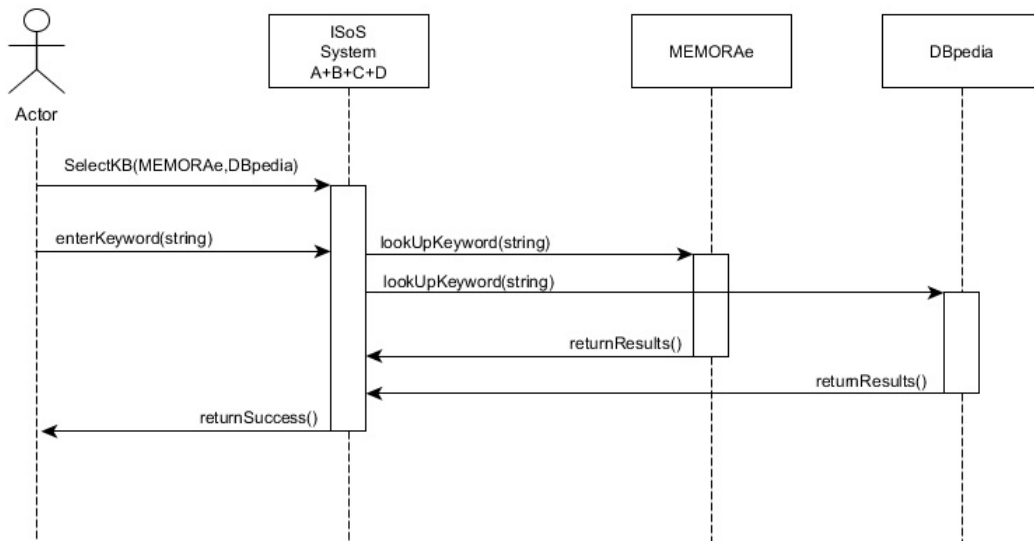 ISoS
System
A+B+C+D
MEMORAe
DBpedia
Actor
SelectKB(MEMORAe,DBpedia)
enterKeyword(string)
lookUpKeyword(string)
lookUpKeyword(string)
returnResults()
returnResults()
returnSuccess()